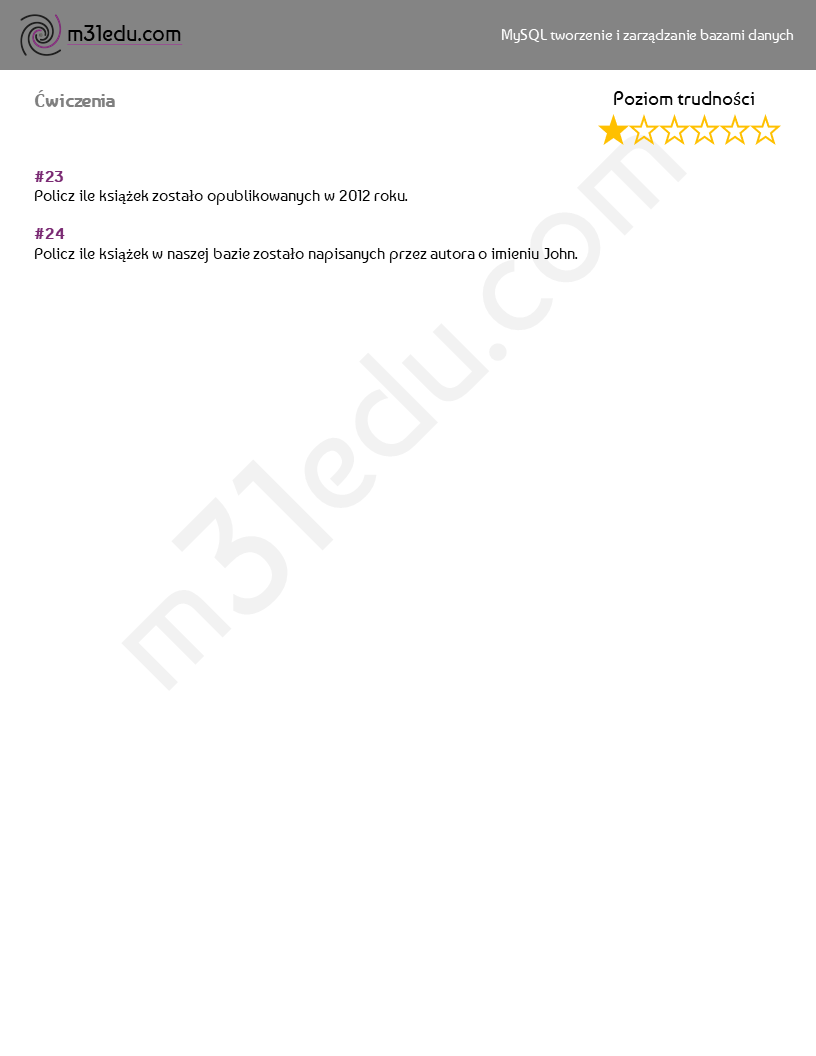 m31edu.com
MySQL tworzenie i zarządzanie bazami danych
Ćwiczenia
Poziom trudności
#23
Policz ile książek zostało opublikowanych w 2012 roku.
#24
Policz ile książek w naszej bazie zostało napisanych przez autora o imieniu John.
m31edu.com